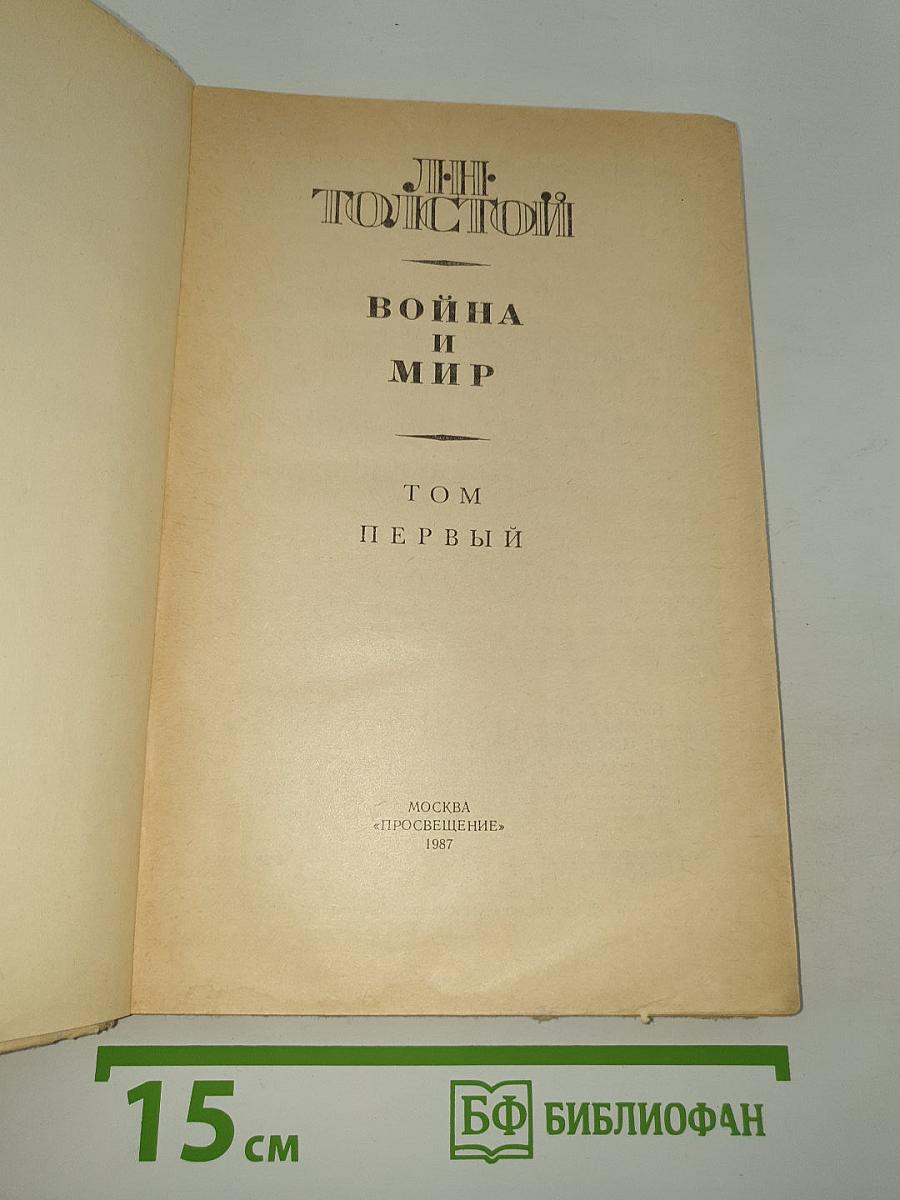 Л·Н·
ТОЛСТОЙ
ВОЙНА
И
МИР
ТОМ
ПЕРВЫЙ
МОСКВА
«ПРОСВЕЩЕНИЕ»
1987
15 см
БФ БИБЛИОФАН